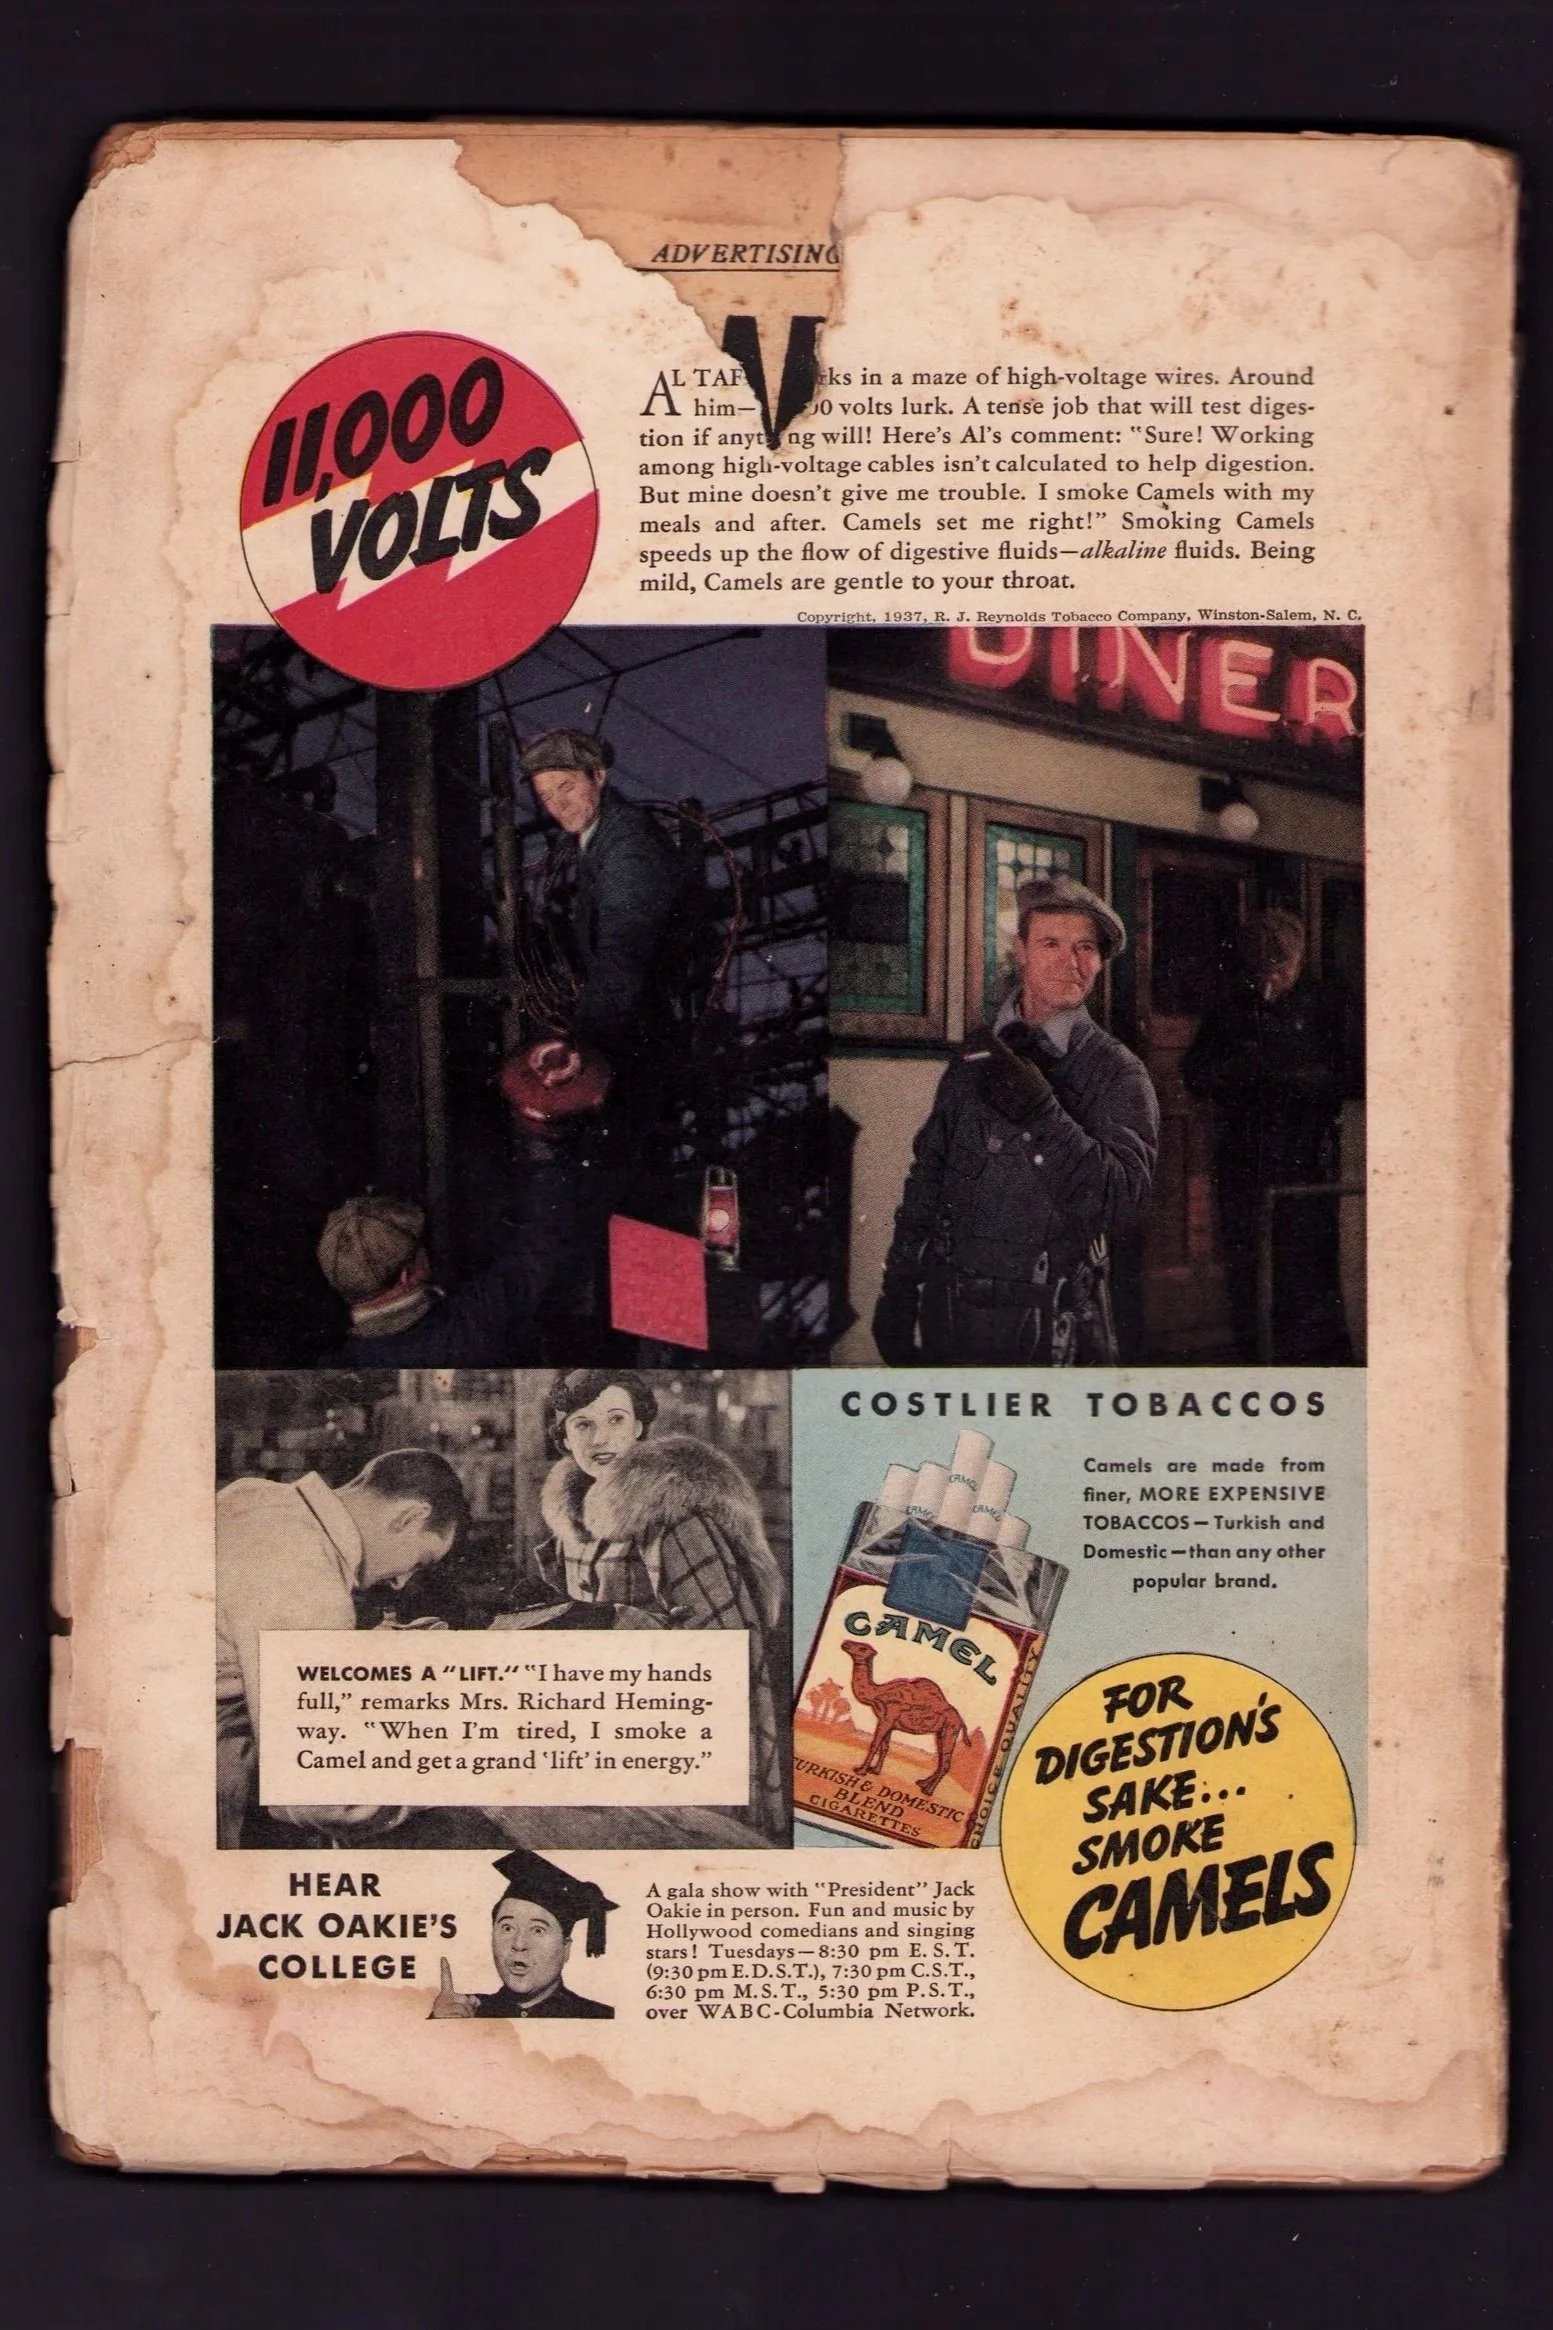 ADVERTISING
11,000
VOLTS
AL TAF ks in a maze of high-voltage wires. Around
him— 00 volts lurk. A tense job that will test diges-
tion if anyt ng will! Here's Al's comment: "Sure! Working
among high-voltage cables isn't calculated to help digestion.
But mine doesn't give me trouble. I smoke Camels with my
meals and after. Camels set me right!" Smoking Camels
speeds up the flow of digestive fluids—alkaline fluids. Being
mild, Camels are gentle to your throat.
Copyright, 1937, R. J. Reynolds Tobacco Company, Winston-Salem, N. C.
DINER
COSTLIER TOBACCOS
Camels are made from
finer, MORE EXPENSIVE
TOBACCOS—Turkish and
Domestic—than any other
popular brand.
CAMEL
CAMEL
CAMEL
CAMEL
TURKISH & DOMESTIC
BLEND
CIGARETTES
CHOICE QUALITY
WELCOMES A "LIFT." "I have my hands
full," remarks Mrs. Richard Heming-
way. "When I'm tired, I smoke a
Camel and get a grand 'lift' in energy."
FOR
DIGESTION'S
SAKE...
SMOKE
CAMELS
HEAR
JACK OAKIE'S
COLLEGE
A gala show with "President" Jack
Oakie in person. Fun and music by
Hollywood comedians and singing
stars! Tuesdays—8:30 pm E. S. T.
(9:30 pm E.D.S.T.), 7:30 pm C.S.T.,
6:30 pm M.S.T., 5:30 pm P.S.T.,
over WABC-Columbia Network.